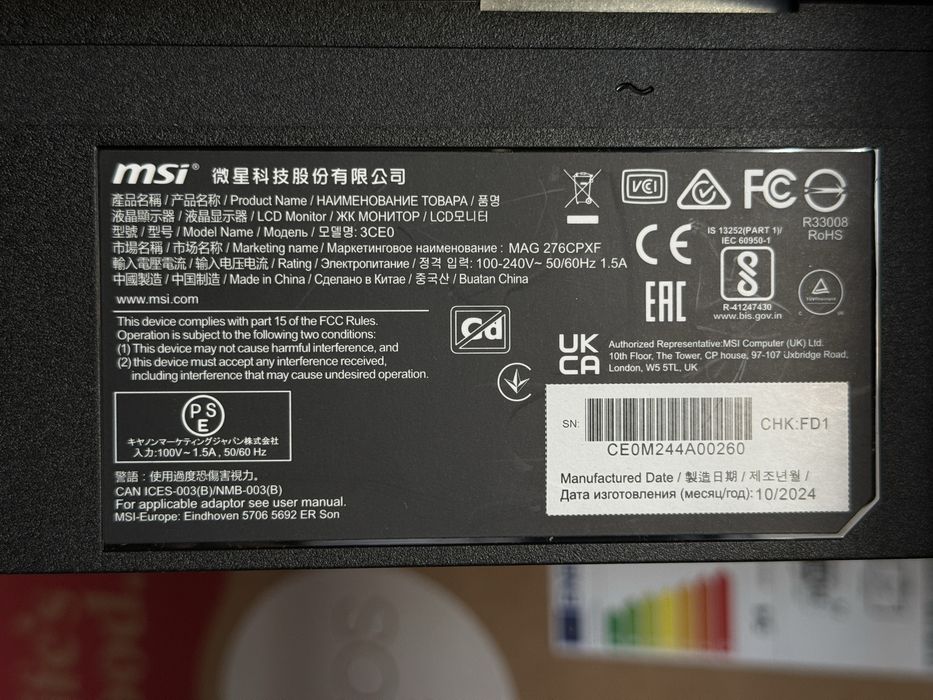 msi® 微星科技股份有限公司
產品名稱 / 产品名称 / Product Name / НАИМЕНОВАНИЕ ТОВАРА / 품명
液晶顯示器 / 液晶显示器 / LCD Monitor / ЖК МОНИТОР / LCD모니터
型號 / 型号 / Model Name / Модель / 모델명: 3CE0
市場名稱 / 市场名称 / Marketing name / Маркетинговое наименование : MAG 276CPXF
輸入電壓電流 / 输入电压电流 / Rating / Электропитание / 정격 입력: 100-240V~ 50/60Hz 1.5A
中國製造 / 中国制造 / Made in China / Сделано в Китае / 중국산 / Buatan China
www.msi.com
This device complies with part 15 of the FCC Rules.
Operation is subject to the following two conditions:
(1) This device may not cause harmful interference, and
(2) this device must accept any interference received,
including interference that may cause undesired operation.
PSE
キヤノンマーケティングジャパン株式会社
入力:100V~ 1.5A , 50/60 Hz
警語 : 使用過度恐傷害視力。
CAN ICES-003(B)/NMB-003(B)
For applicable adaptor see user manual.
MSI-Europe: Eindhoven 5706 5692 ER Son
Cd
VCI
FC
R33008
RoHS
CE
IS 13252(PART 1)/
IEC 60950-1
R-41247430
www.bis.gov.in
EAC
UK
CA
Authorized Representative:MSI Computer (UK) Ltd.
10th Floor, The Tower, CP house, 97-107 Uxbridge Road,
London, W5 5TL, UK
SN:
CE0M244A00260
CHK:FD1
Manufactured Date / 製造日期 / 제조년월 /
Дата изготовления (месяц/год): 10/2024